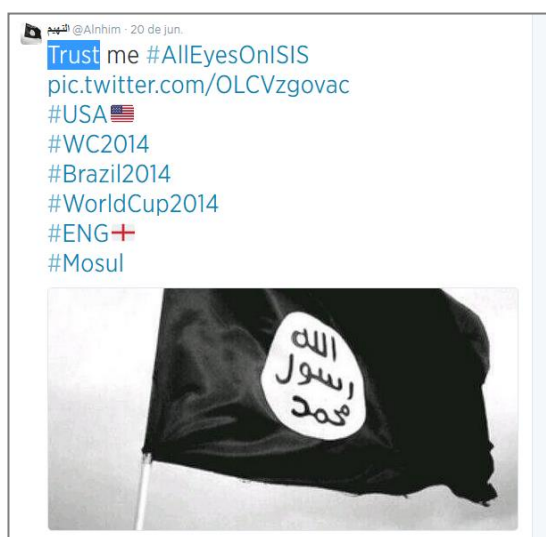 التهيم @Alnhim · 20 de jun.
Trust me #AllEyesOnISIS
pic.twitter.com/OLCVzgovac
#USA🇺🇸
#WC2014
#Brazil2014
#WorldCup2014
#ENG
#Mosul
الله
رسول
محمد